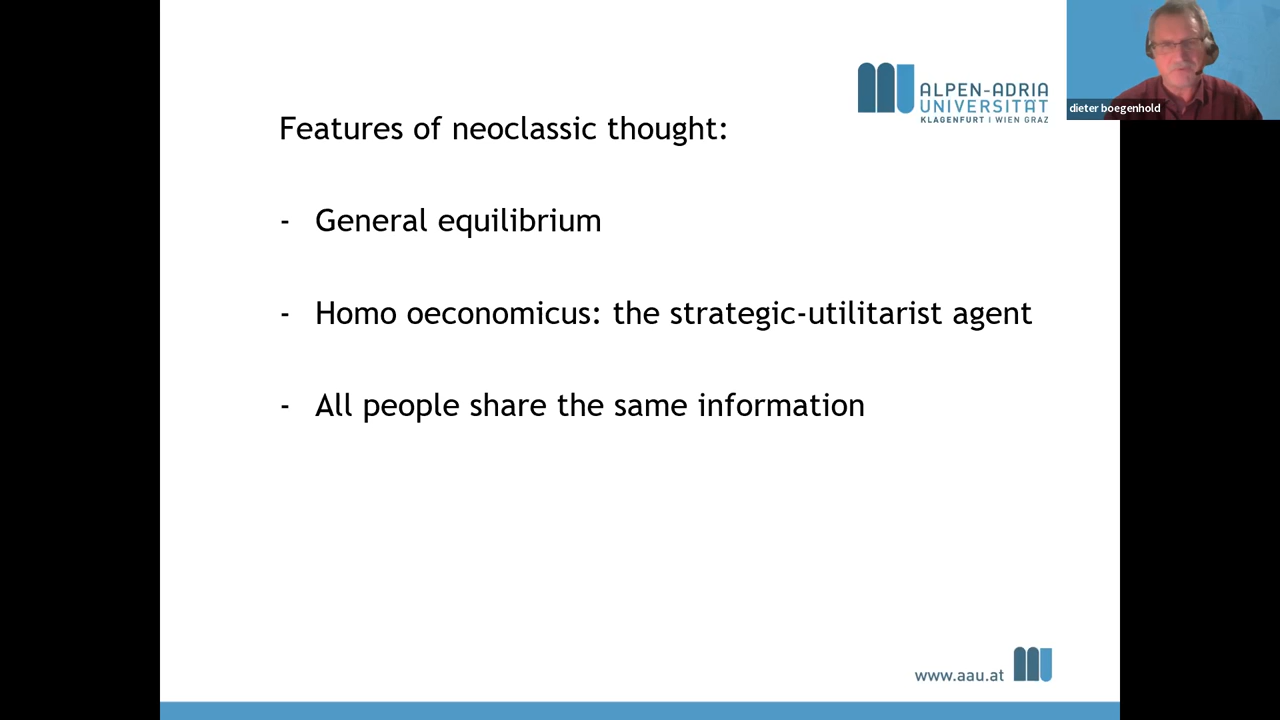 ALPEN-ADRIA
UNIVERSITÄT
KLAGENFURT | WIEN GRAZ
dieter boegenhold
Features of neoclassic thought:
- General equilibrium
- Homo oeconomicus: the strategic-utilitarist agent
- All people share the same information
www.aau.at